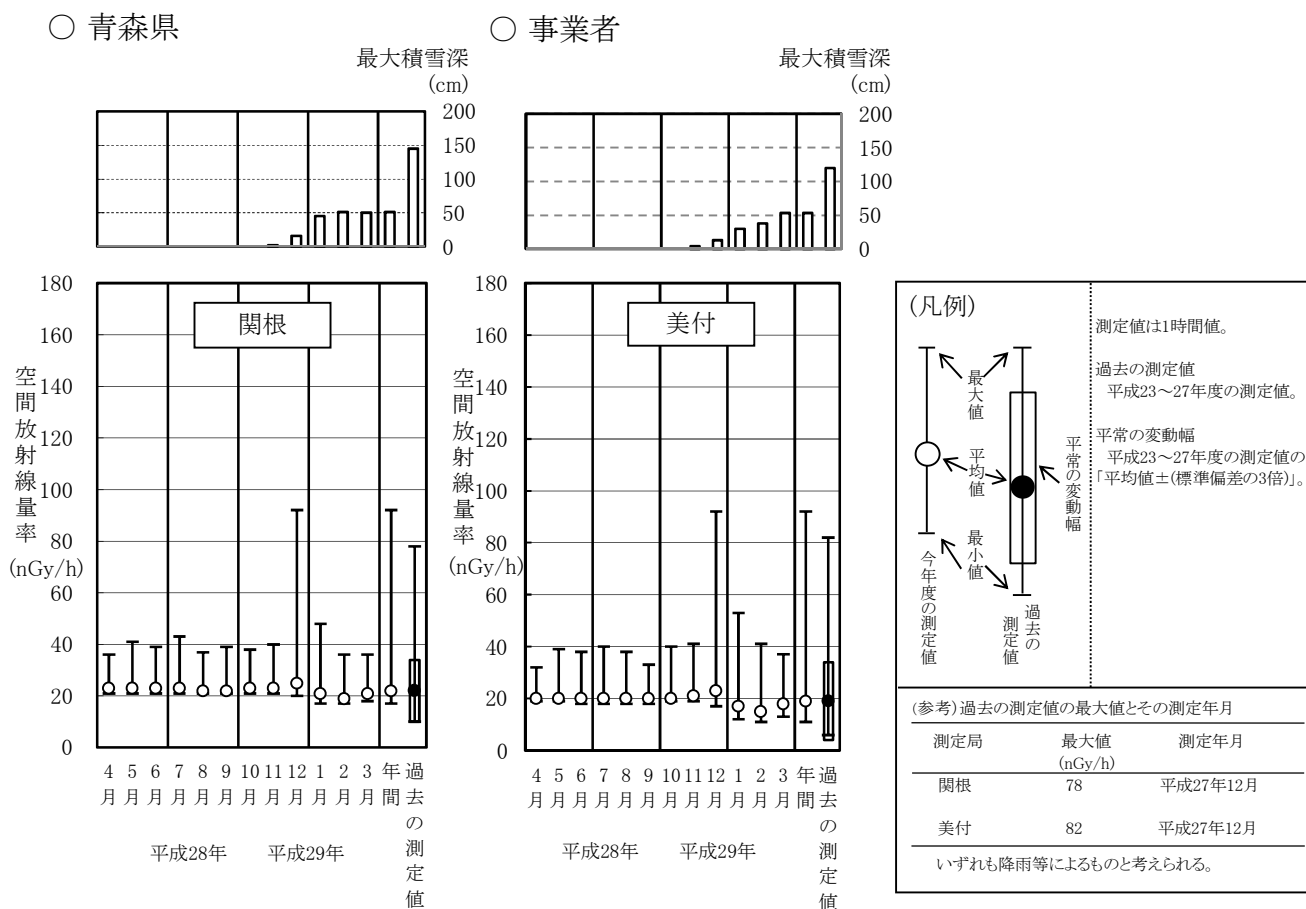 ○ 青森県
最大積雪深
(cm)
200
150
100
50
0
関根
空間放射線量率
(nGy/h)
180
160
140
120
100
80
60
40
20
0
4月 5月 6月 7月 8月 9月 10月 11月 12月 1月 2月 3月 年間 過去の測定値
平成28年 平成29年
○ 事業者
最大積雪深
(cm)
200
150
100
50
0
美付
空間放射線量率
(nGy/h)
180
160
140
120
100
80
60
40
20
0
4月 5月 6月 7月 8月 9月 10月 11月 12月 1月 2月 3月 年間 過去の測定値
平成28年 平成29年
(凡例)
最大値
平均値
最小値
平常の変動幅
今年度の測定値
過去の測定値
測定値は1時間値。
過去の測定値
平成23~27年度の測定値。
平常の変動幅
平成23~27年度の測定値の
「平均値±(標準偏差の3倍)」。
(参考)過去の測定値の最大値とその測定年月
測定局 最大値 測定年月
(nGy/h)
関根 78 平成27年12月
美付 82 平成27年12月
いずれも降雨等によるものと考えられる。